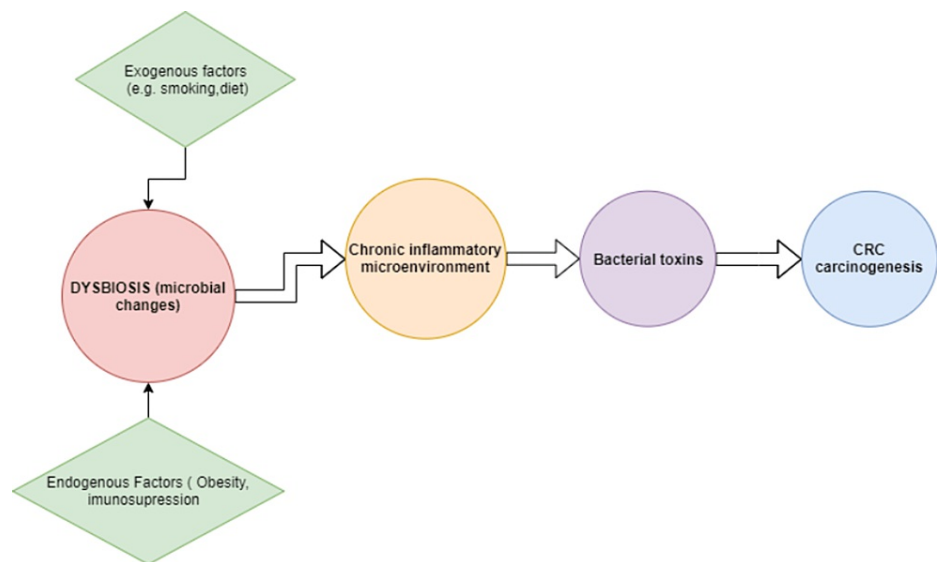 Exogenous factors
(e.g. smoking,diet)
DYSBIOSIS (microbial
changes)
Chronic inflammatory
microenvironment
Bacterial toxins
CRC
carcinogenesis
Endogenous Factors ( Obesity,
imunosupression